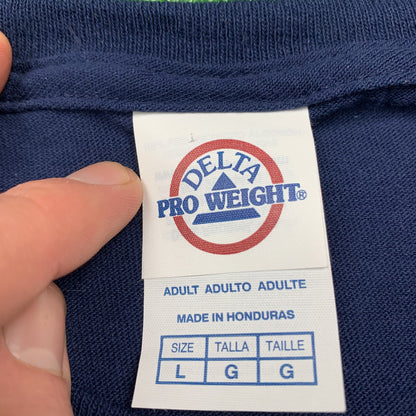 DELTA
PRO WEIGHT®
ADULT ADULTO ADULTE
MADE IN HONDURAS
SIZE TALLA TAILLE
L G G